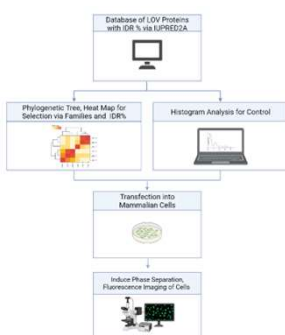 Database of LOV Proteins
with IDR % via IUPRED2A
Phylogenetic Tree, Heat Map for
Selection via Families and IDR%
Histogram Analysis for Control
Transfection into
Mammalian Cells
Induce Phase Separation,
Fluorescence Imaging of Cells